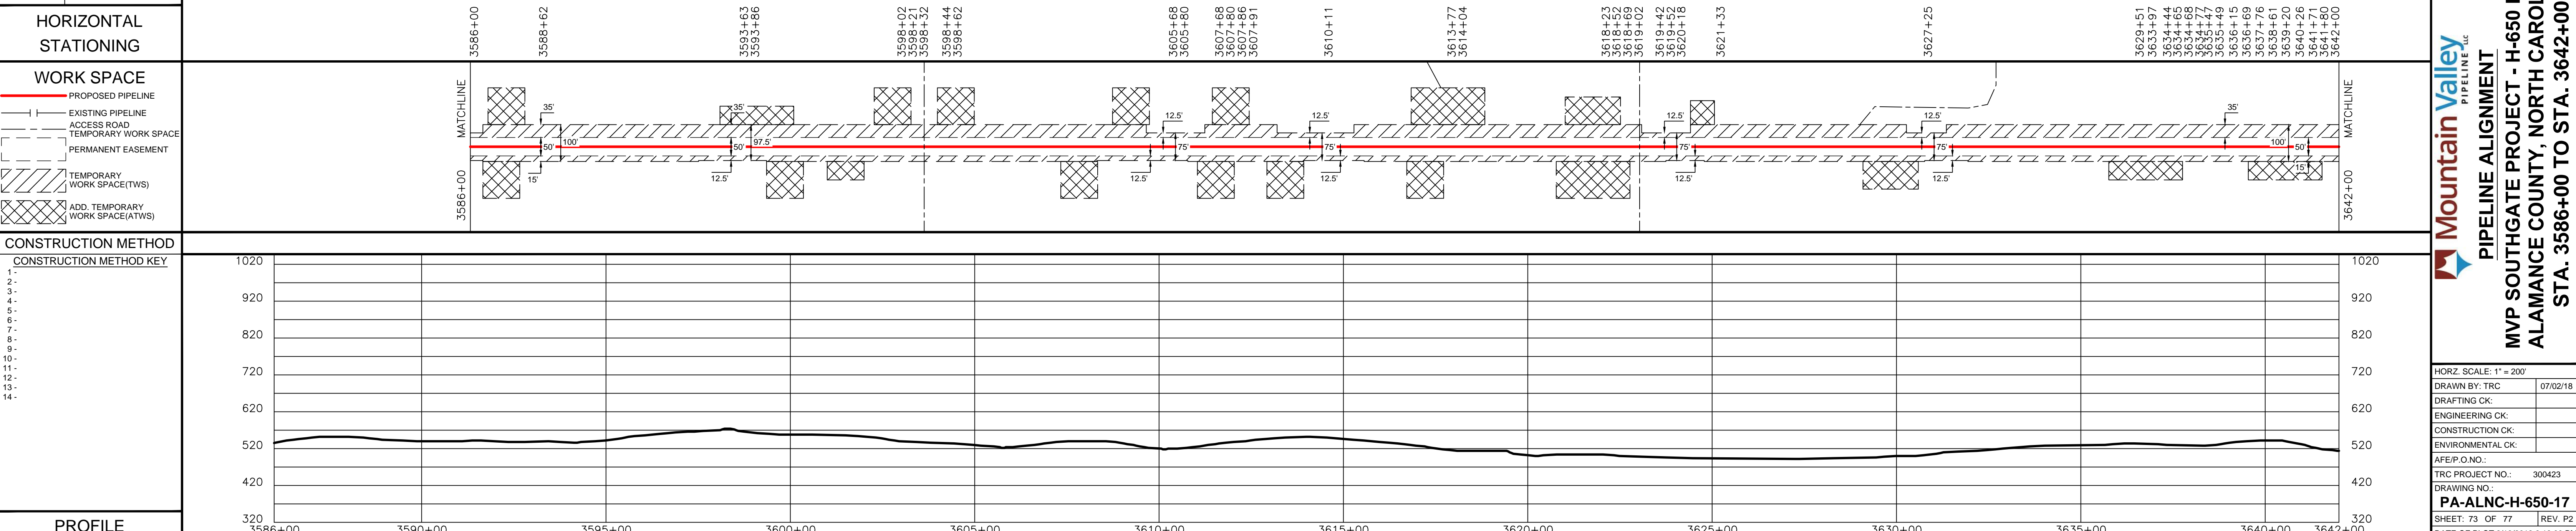 HORIZONTAL
STATIONING
3586+00
3588+62
3593+63
3593+86
3598+02
3598+21
3598+32
3598+44
3598+62
3605+68
3605+80
3607+68
3607+80
3607+86
3607+91
3610+11
3613+77
3614+04
3618+23
3618+52
3618+69
3619+02
3619+42
3619+52
3620+18
3621+33
3627+25
3629+51
3633+97
3634+44
3634+65
3634+68
3634+77
3635+47
3635+49
3636+15
3636+69
3637+76
3638+61
3639+20
3640+26
3641+71
3641+80
3642+00
WORK SPACE
PROPOSED PIPELINE
EXISTING PIPELINE
ACCESS ROAD
TEMPORARY WORK SPACE
PERMANENT EASEMENT
TEMPORARY
WORK SPACE(TWS)
ADD. TEMPORARY
WORK SPACE(ATWS)
MATCHLINE
3586+00
35'
50'
100'
15'
35'
50'
97.5'
12.5'
12.5'
75'
12.5'
12.5'
75'
12.5'
12.5'
75'
12.5'
12.5'
75'
12.5'
35'
100'
50'
15'
MATCHLINE
3642+00
CONSTRUCTION METHOD
CONSTRUCTION METHOD KEY
1 -
2 -
3 -
4 -
5 -
6 -
7 -
8 -
9 -
10 -
11 -
12 -
13 -
14 -
1020 1020
920 920
820 820
720 720
620 620
520 520
420 420
320 320
3586+00 3590+00 3595+00 3600+00 3605+00 3610+00 3615+00 3620+00 3625+00 3630+00 3635+00 3640+00 3642+00
PROFILE
Mountain Valley
PIPELINE LLC
PIPELINE ALIGNMENT
MVP SOUTHGATE PROJECT - H-650
ALAMANCE COUNTY, NORTH
STA. 3586+00 TO STA. 3642+00
HORZ. SCALE: 1" = 200'
DRAWN BY: TRC 07/02/18
DRAFTING CK:
ENGINEERING CK:
CONSTRUCTION CK:
ENVIRONMENTAL CK:
AFE/P.O.NO.:
TRC PROJECT NO.: 300423
DRAWING NO.:
PA-ALNC-H-650-17
SHEET: 73 OF 77 REV. P2